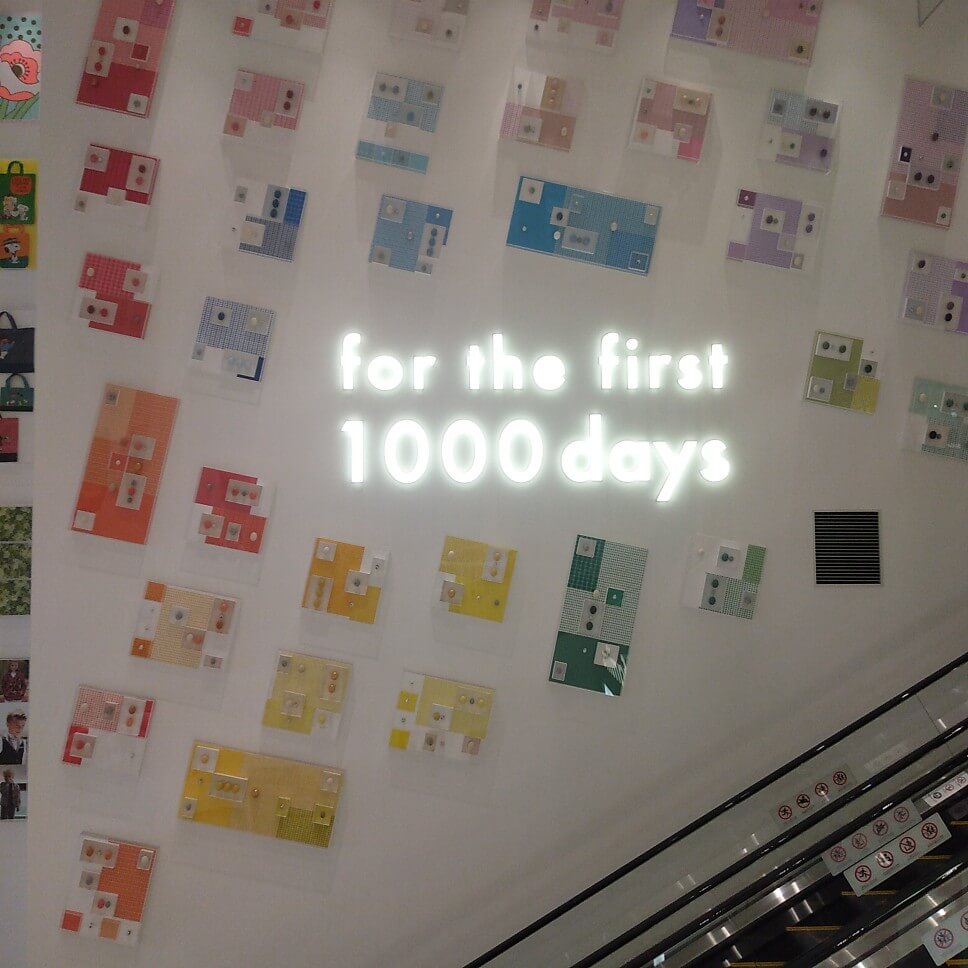 for the first
1000 days